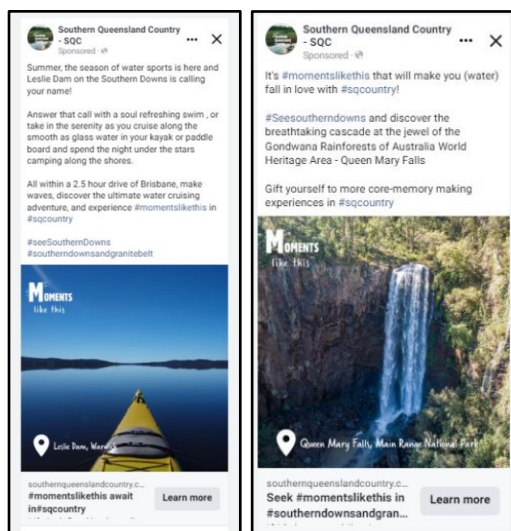 Southern Queensland Country
- SQC
Sponsored ·
Summer, the season of water sports is here and
Leslie Dam on the Southern Downs is calling
your name!
Answer that call with a soul refreshing swim , or
take in the serenity as you cruise along the
smooth as glass water in your kayak or paddle
board and spend the night under the stars
camping along the shores.
All within a 2.5 hour drive of Brisbane, make
waves, discover the ultimate water cruising
adventure, and experience #momentslikethis in
#sqcountry
#seeSouthernDowns
#southerndownsandgranitebelt
MOMENTS
like this
Leslie Dam, Warwick
southernqueenslandcountry.c...
#momentslikethis await
in#sqcountry
Learn more
Southern Queensland Country
- SQC
Sponsored ·
It's #momentslikethis that will make you (water)
fall in love with #sqcountry!
#Seesoutherndowns and discover the
breathtaking cascade at the jewel of the
Gondwana Rainforests of Australia World
Heritage Area - Queen Mary Falls
Gift yourself to more core-memory making
experiences in #sqcountry
MOMENTS
like this
Queen Mary Falls, Main Range National Park
southernqueenslandcountry.c...
Seek #momentslikethis in
#southerndownsandgran...
Learn more